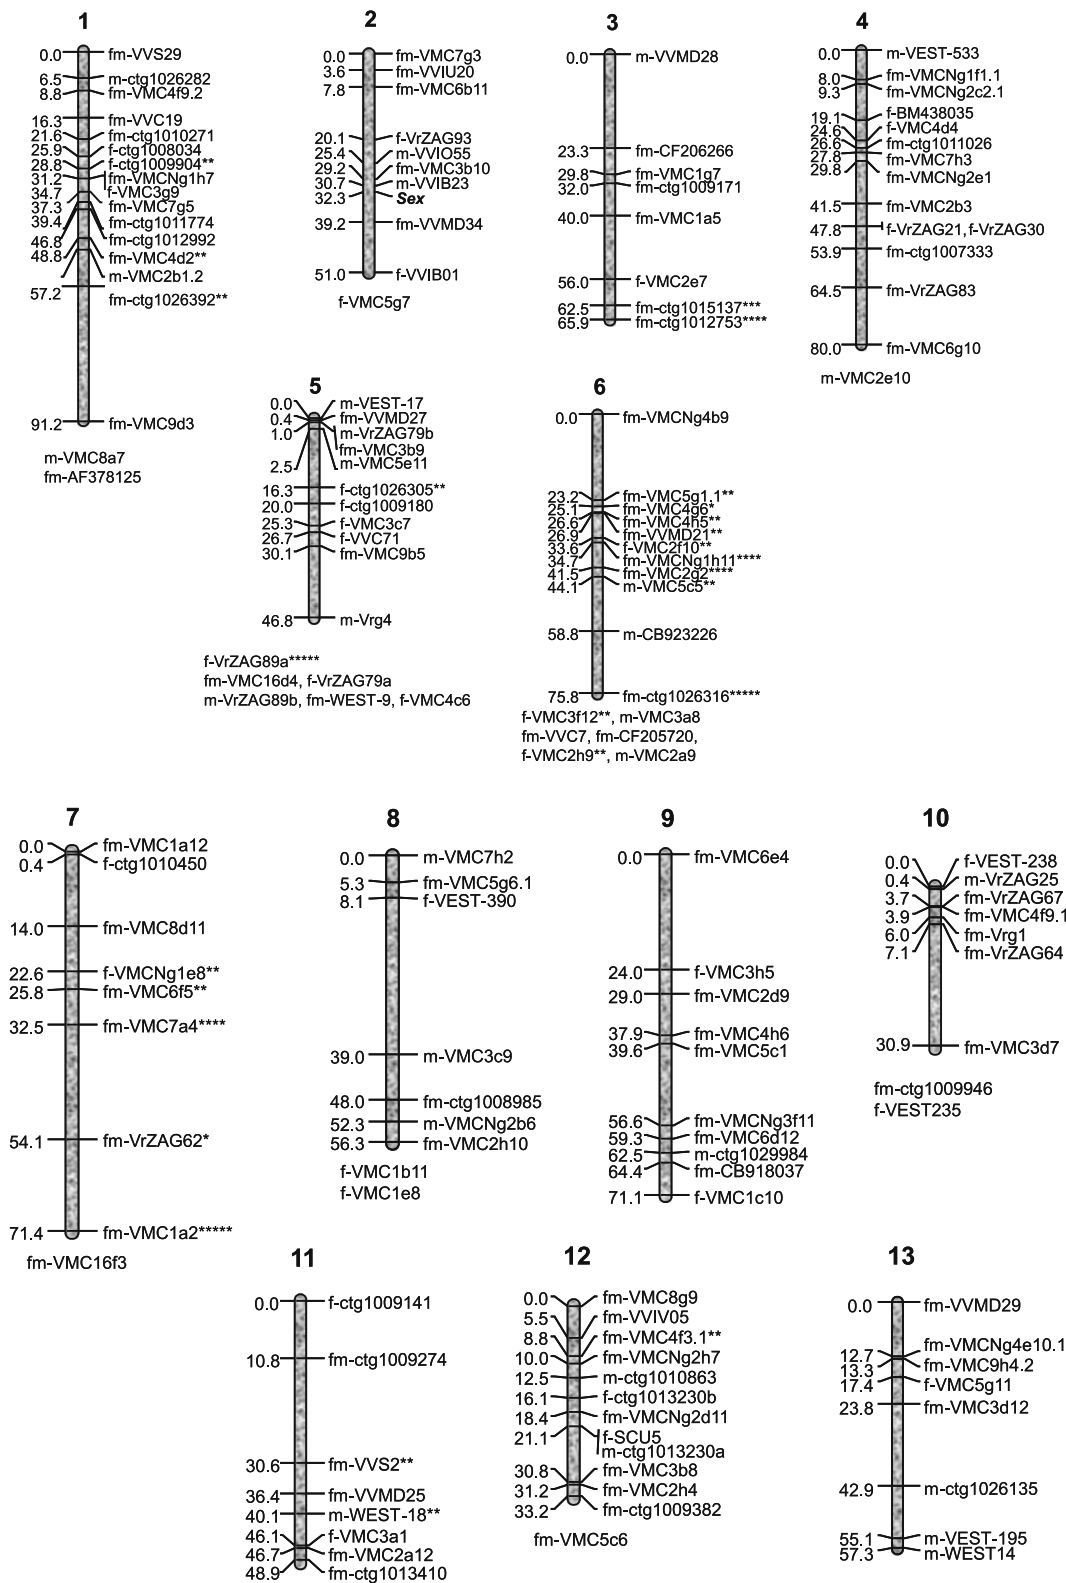 1
0.0 fm-VVS29
6.5 m-ctg1026282
8.8 fm-VMC4f9.2
16.3 fm-VVC19
21.6 fm-ctg1010271
25.9 f-ctg1008034
28.8 f-ctg1009904**
31.2 fm-VMCNg1h7
34.7 f-VMC3g9
37.3 fm-VMC7g5
39.4 fm-ctg1011774
46.8 fm-ctg1012992
48.8 fm-VMC4d2**
m-VMC2b1.2
57.2 fm-ctg1026392**
91.2 fm-VMC9d3
m-VMC8a7
fm-AF378125
2
0.0 fm-VMC7g3
3.6 fm-VVIU20
7.8 fm-VMC6b11
20.1 f-VrZAG93
25.4 m-VVIO55
29.2 fm-VMC3b10
30.7 m-VVIB23
32.3 Sex
39.2 fm-VVMD34
51.0 f-VVIB01
f-VMC5g7
3
0.0 m-VVMD28
23.3 fm-CF206266
29.8 fm-VMC1g7
32.0 fm-ctg1009171
40.0 fm-VMC1a5
56.0 f-VMC2e7
62.5 fm-ctg1015137***
65.9 fm-ctg1012753****
4
0.0 m-VEST-533
8.0 fm-VMCNg1f1.1
9.3 fm-VMCNg2c2.1
19.1 f-BM438035
24.6 f-VMC4d4
26.6 fm-ctg1011026
27.8 fm-VMC7h3
29.8 fm-VMCNg2e1
41.5 fm-VMC2b3
47.8 f-VrZAG21, f-VrZAG30
53.9 fm-ctg1007333
64.5 fm-VrZAG83
80.0 fm-VMC6g10
m-VMC2e10
5
0.0 m-VEST-17
0.4 fm-VVMD27
1.0 m-VrZAG79b
fm-VMC3b9
2.5 m-VMC5e11
16.3 f-ctg1026305**
20.0 f-ctg1009180
25.3 f-VMC3c7
26.7 f-VVC71
30.1 fm-VMC9b5
46.8 m-Vrg4
f-VrZAG89a*****
fm-VMC16d4, f-VrZAG79a
m-VrZAG89b, fm-WEST-9, f-VMC4c6
6
0.0 fm-VMCNg4b9
23.2 fm-VMC5g1.1**
25.1 fm-VMC4g6*
26.6 fm-VMC4h5**
26.9 fm-VVMD21**
33.6 f-VMC2f10**
34.7 fm-VMCNg1h11****
41.5 fm-VMC2g2****
44.1 m-VMC5c5**
58.8 m-CB923226
75.8 fm-ctg1026316*****
f-VMC3f12**, m-VMC3a8
fm-VVC7, fm-CF205720,
f-VMC2h9**, m-VMC2a9
7
0.0 fm-VMC1a12
0.4 f-ctg1010450
14.0 fm-VMC8d11
22.6 f-VMCNg1e8**
25.8 fm-VMC6f5**
32.5 fm-VMC7a4****
54.1 fm-VrZAG62*
71.4 fm-VMC1a2*****
fm-VMC16f3
8
0.0 m-VMC7h2
5.3 fm-VMC5g6.1
8.1 f-VEST-390
39.0 m-VMC3c9
48.0 fm-ctg1008985
52.3 m-VMCNg2b6
56.3 fm-VMC2h10
f-VMC1b11
f-VMC1e8
9
0.0 fm-VMC6e4
24.0 f-VMC3h5
29.0 fm-VMC2d9
37.9 fm-VMC4h6
39.6 fm-VMC5c1
56.6 fm-VMCNg3f11
59.3 fm-VMC6d12
62.5 m-ctg1029984
64.4 fm-CB918037
71.1 f-VMC1c10
10
0.0 f-VEST-238
0.4 m-VrZAG25
3.7 fm-VrZAG67
3.9 fm-VMC4f9.1
6.0 fm-Vrg1
7.1 fm-VrZAG64
30.9 fm-VMC3d7
fm-ctg1009946
f-VEST235
11
0.0 f-ctg1009141
10.8 fm-ctg1009274
30.6 fm-VVS2**
36.4 fm-VVMD25
40.1 m-WEST-18**
46.1 f-VMC3a1
46.7 fm-VMC2a12
48.9 fm-ctg1013410
12
0.0 fm-VMC8g9
5.5 fm-VVIV05
8.8 fm-VMC4f3.1**
10.0 fm-VMCNg2h7
12.5 m-ctg1010863
16.1 f-ctg1013230b
18.4 fm-VMCNg2d11
21.1 f-SCU5
m-ctg1013230a
30.8 fm-VMC3b8
31.2 fm-VMC2h4
33.2 fm-ctg1009382
fm-VMC5c6
13
0.0 fm-VVMD29
12.7 fm-VMCNg4e10.1
13.3 fm-VMC9h4.2
17.4 f-VMC5g11
23.8 fm-VMC3d12
42.9 m-ctg1026135
55.1 m-VEST-195
57.3 m-WEST14